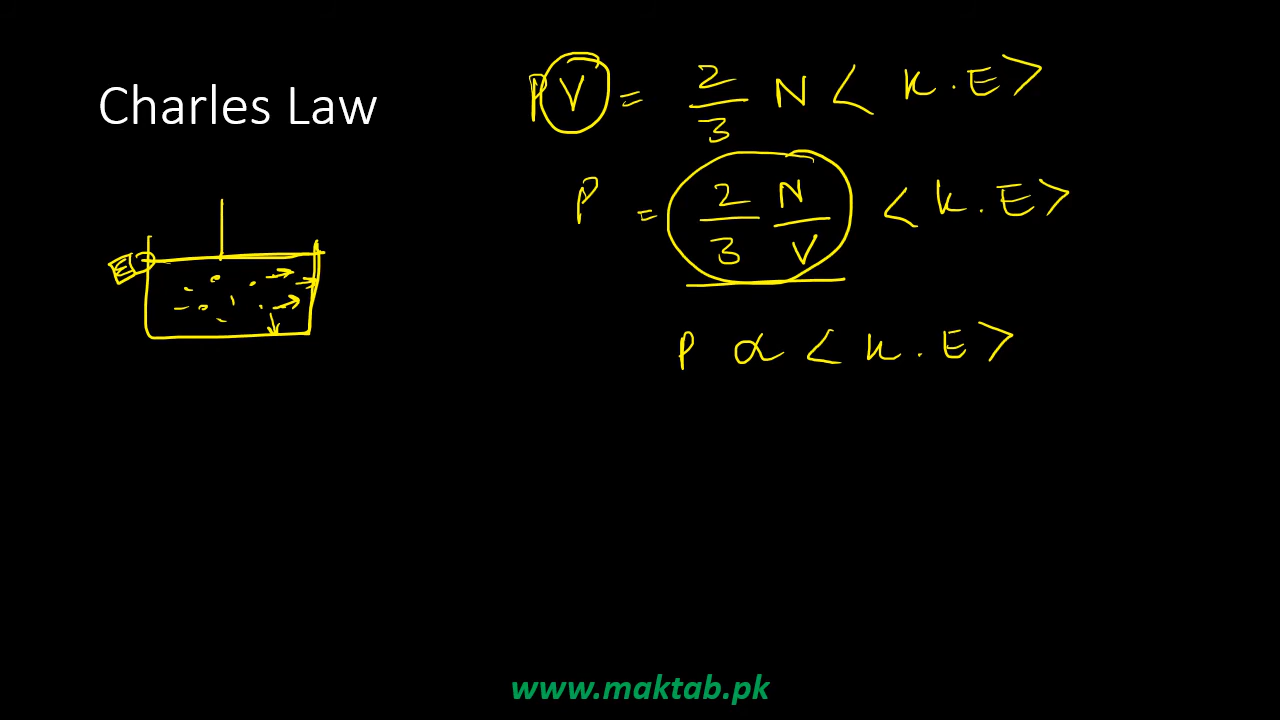 Charles Law
PV = 2/3 N <K.E>
P = 2/3 N/V <K.E>
P α <K.E>
www.maktab.pk